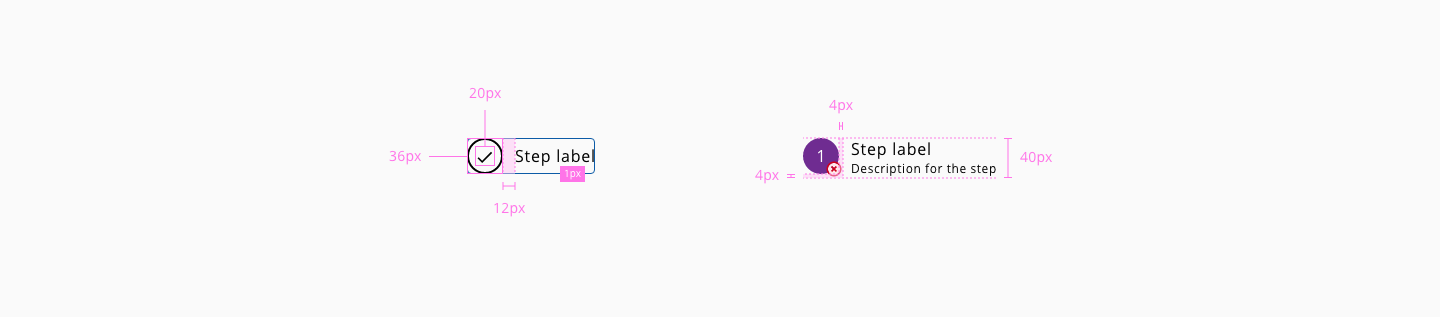 20px
36px
Step label
1px
12px
4px
1
Step label
Description for the step
4px
40px